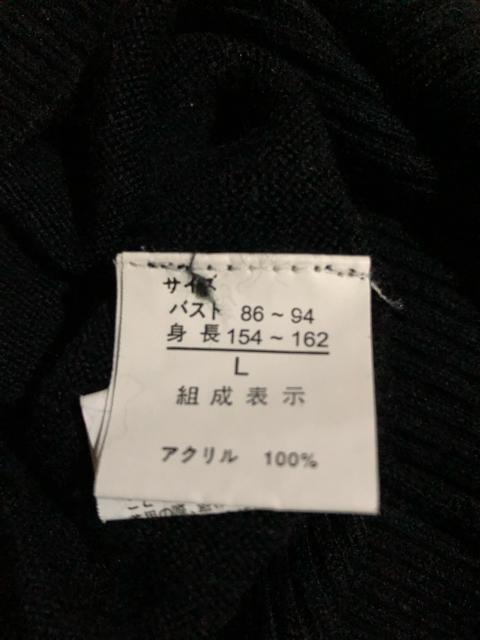 サイズ
バスト 86～94
身長 154～162
L
組成表示
アクリル 100%